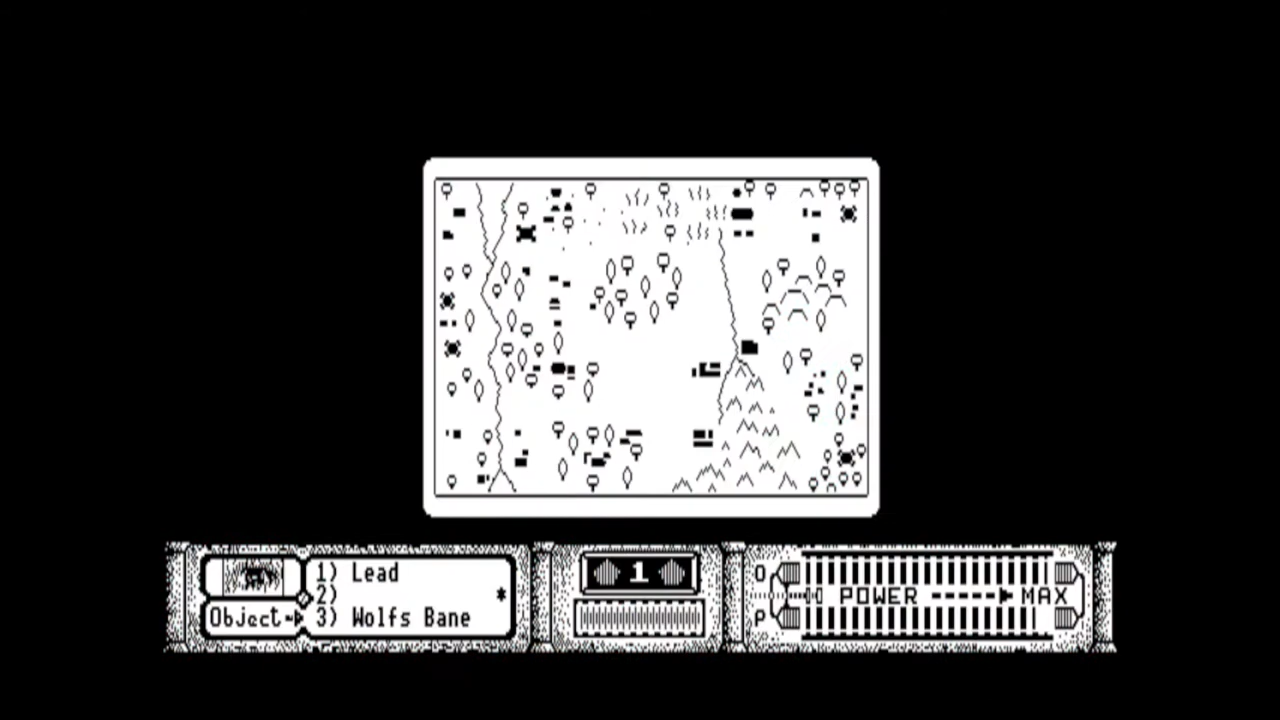 1) Lead
2) *
Object 3) Wolfs Bane
1
O
POWER MAX
P